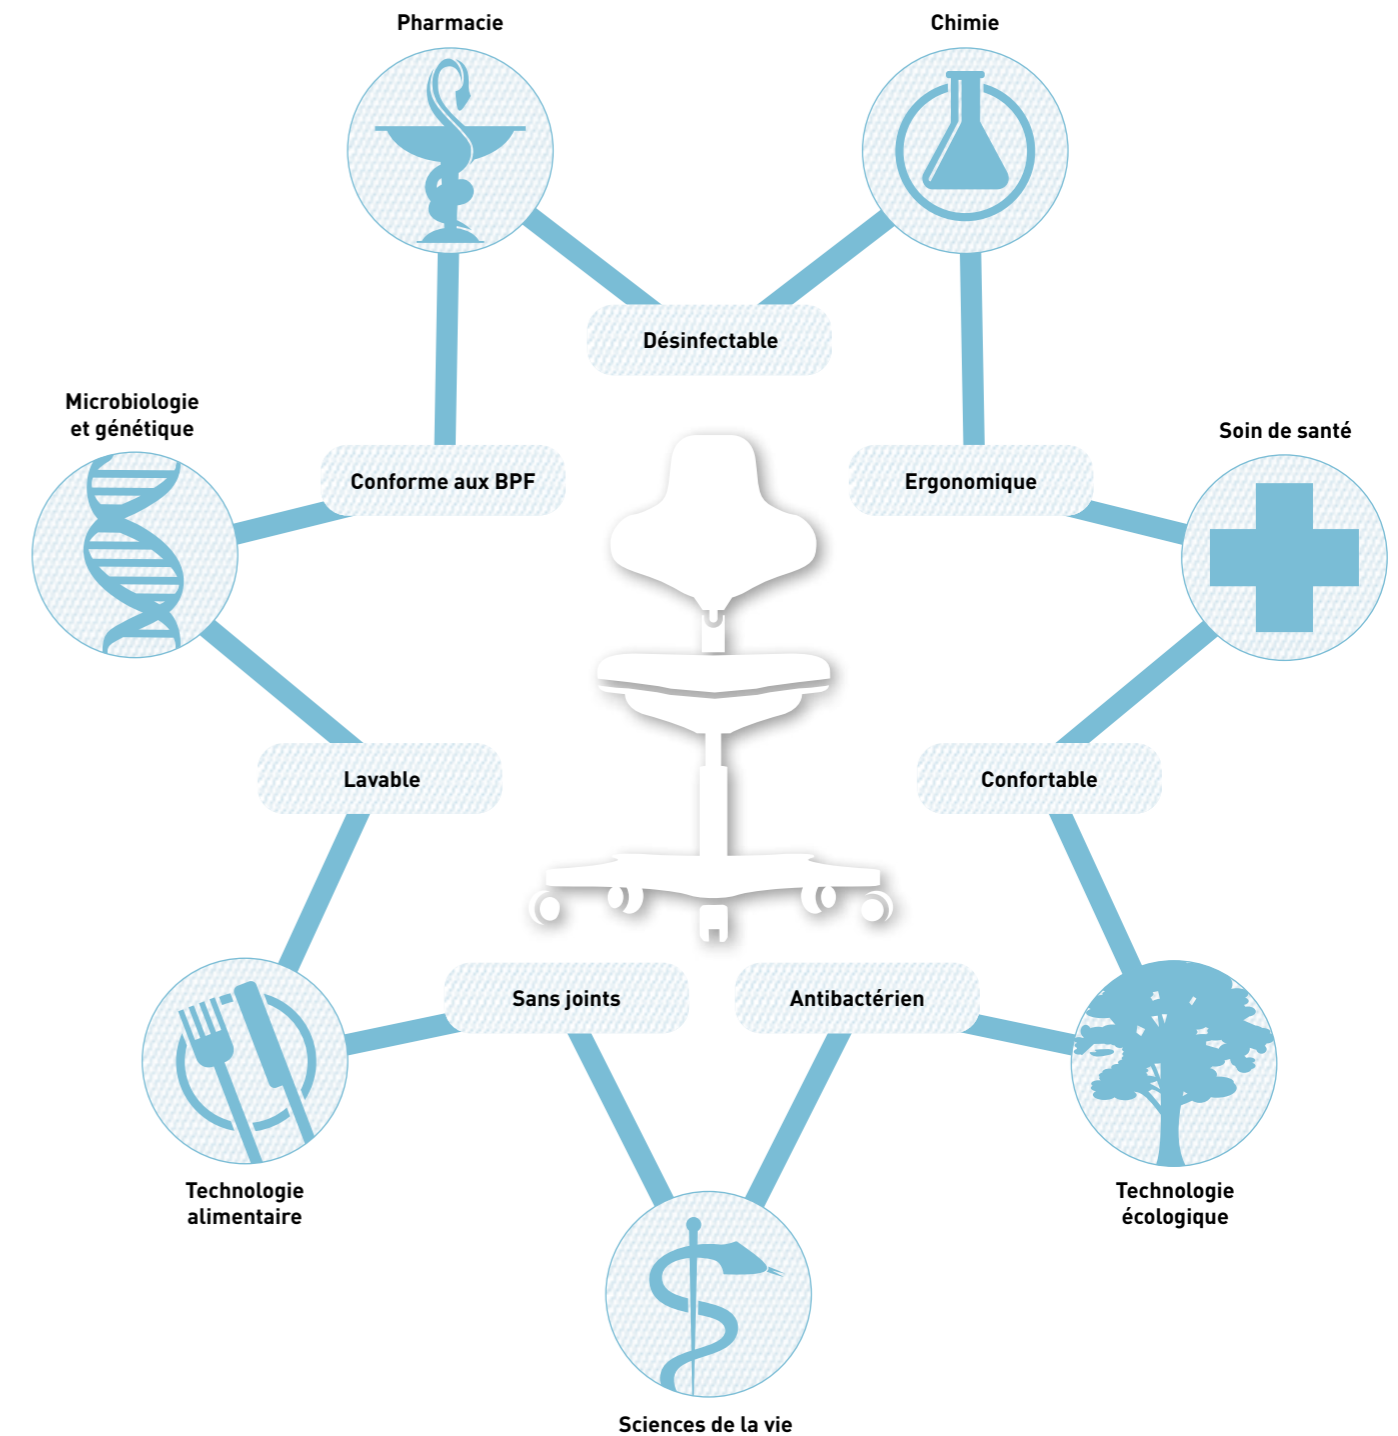 Pharmacie
Chimie
Désinfectable
Microbiologie
et génétique
Soin de santé
Conforme aux BPF
Ergonomique
Lavable
Confortable
Sans joints
Antibactérien
Technologie
alimentaire
Technologie
écologique
Sciences de la vie